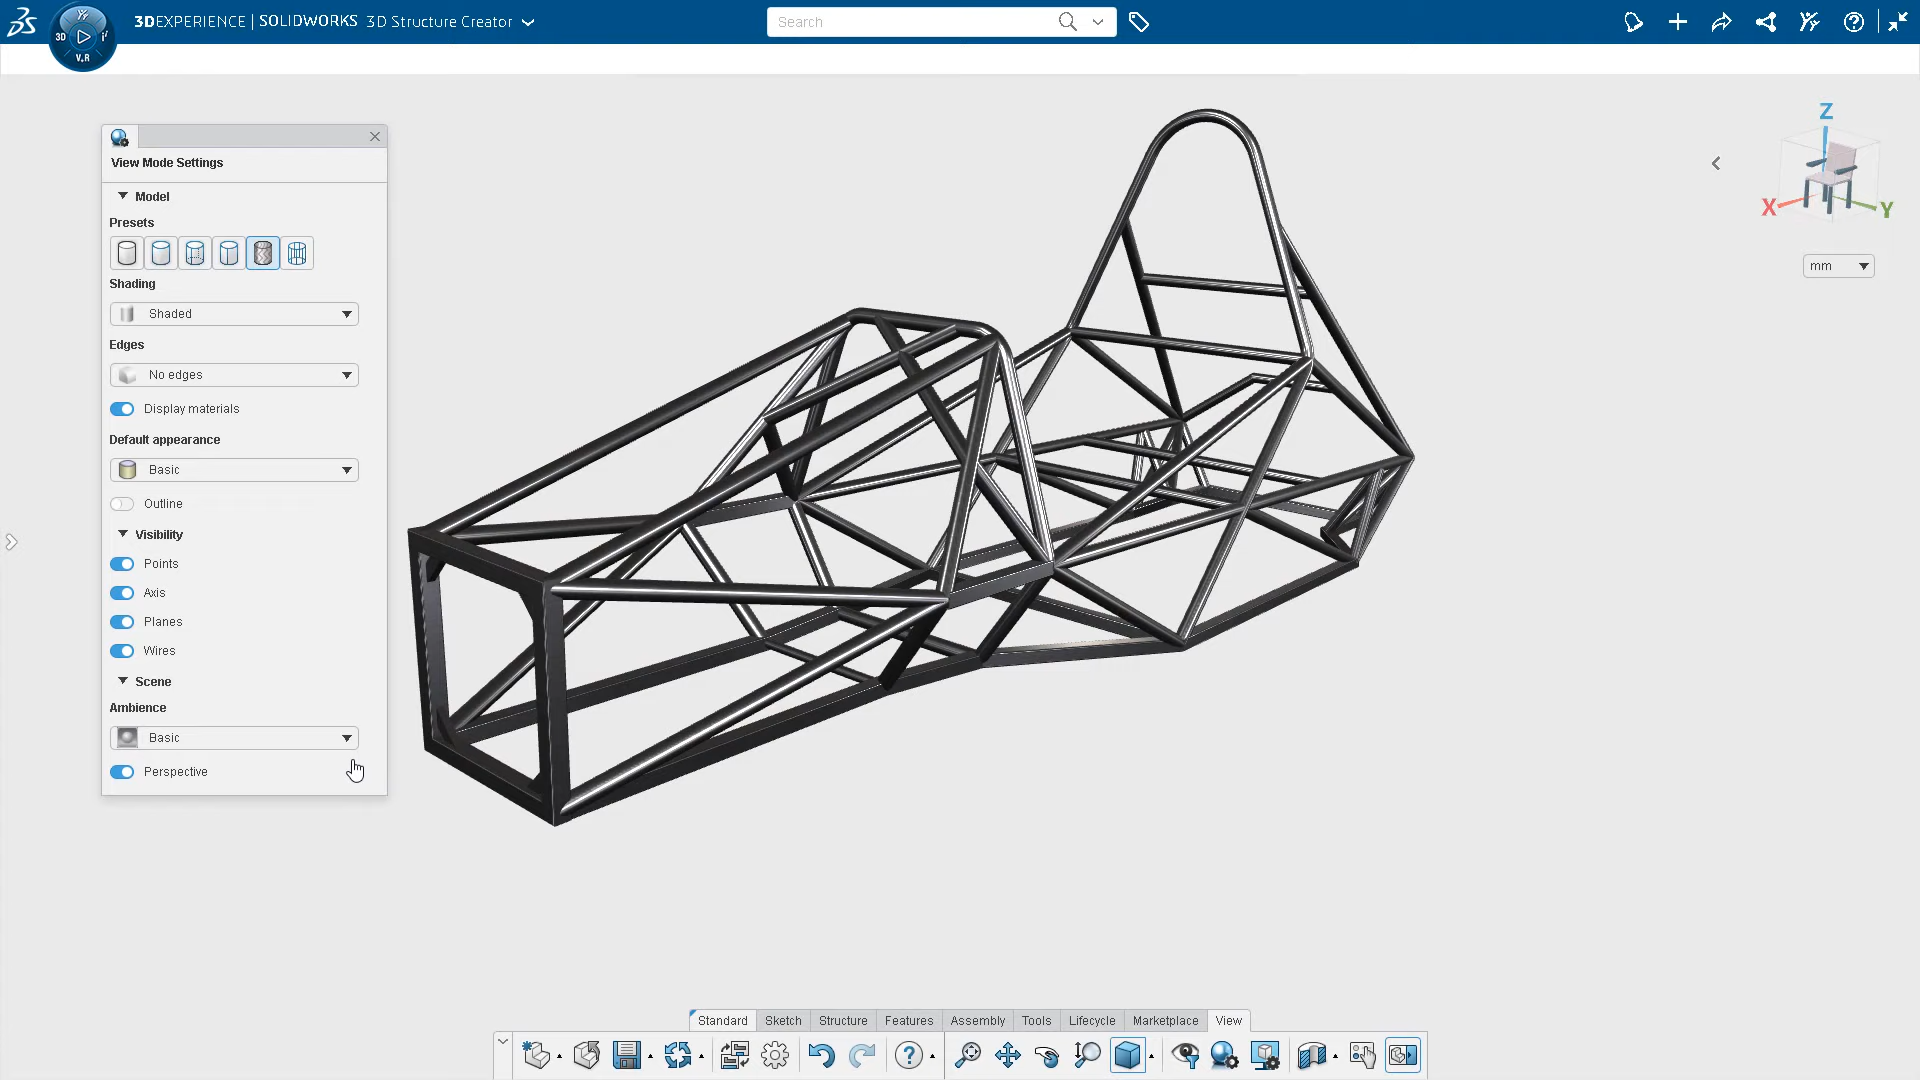 3DEXPERIENCE | SOLIDWORKS 3D Structure Creator
Search
3D
V.R
View Mode Settings
Model
Presets
Shading
Shaded
Edges
No edges
Display materials
Default appearance
Basic
Outline
Visibility
Points
Axis
Planes
Wires
Scene
Ambience
Basic
Perspective
Z
X
Y
mm
Standard
Sketch
Structure
Features
Assembly
Tools
Lifecycle
Marketplace
View